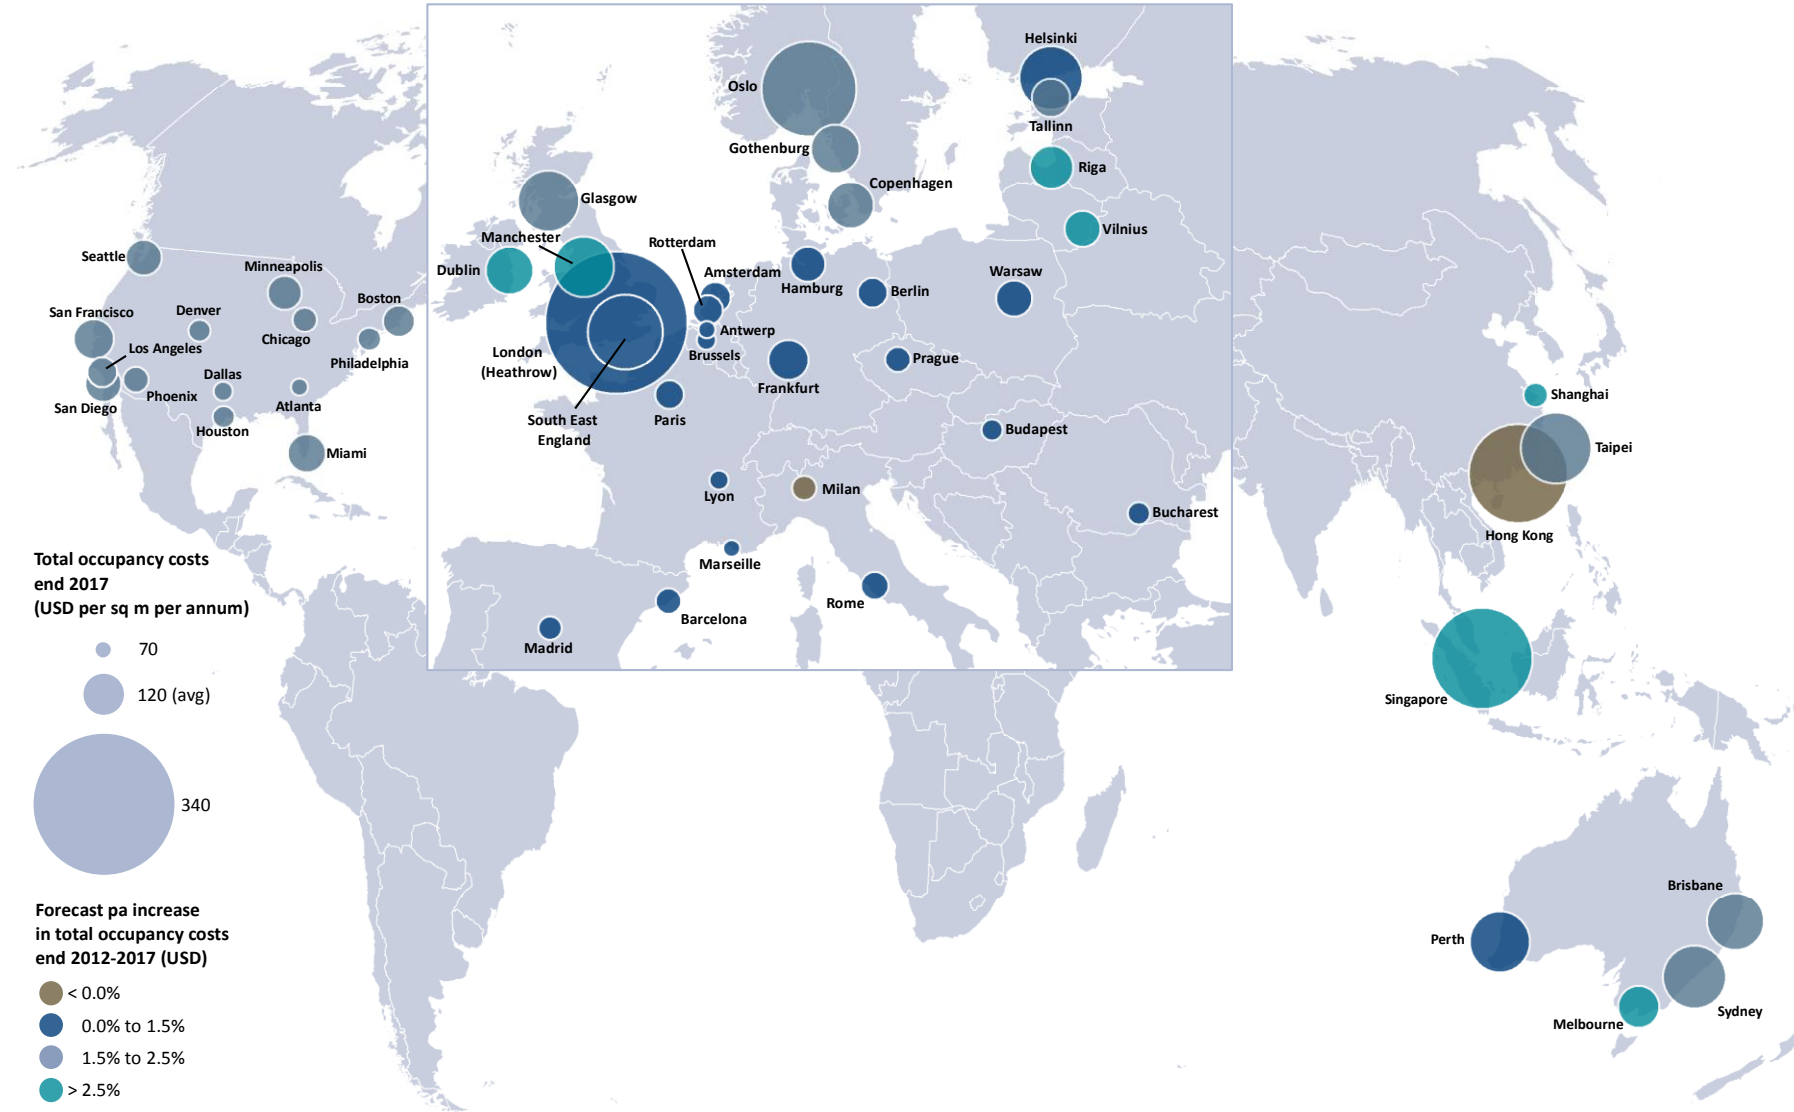 Helsinki
Oslo
Tallinn
Gothenburg
Riga
Copenhagen
Glasgow
Vilnius
Manchester
Rotterdam
Seattle
Dublin
Amsterdam
Warsaw
Minneapolis
Hamburg
Berlin
Boston
San Francisco
Denver
Chicago
Antwerp
Los Angeles
London
(Heathrow)
Brussels
Prague
Philadelphia
Dallas
Frankfurt
Phoenix
Shanghai
San Diego
Atlanta
South East
England
Paris
Houston
Budapest
Miami
Taipei
Lyon
Milan
Bucharest
Hong Kong
Total occupancy costs
end 2017
(USD per sq m per annum)
Marseille
Rome
Barcelona
Madrid
70
120 (avg)
Singapore
340
Forecast pa increase
in total occupancy costs
end 2012-2017 (USD)
Brisbane
Perth
< 0.0%
Sydney
0.0% to 1.5%
Melbourne
1.5% to 2.5%
> 2.5%